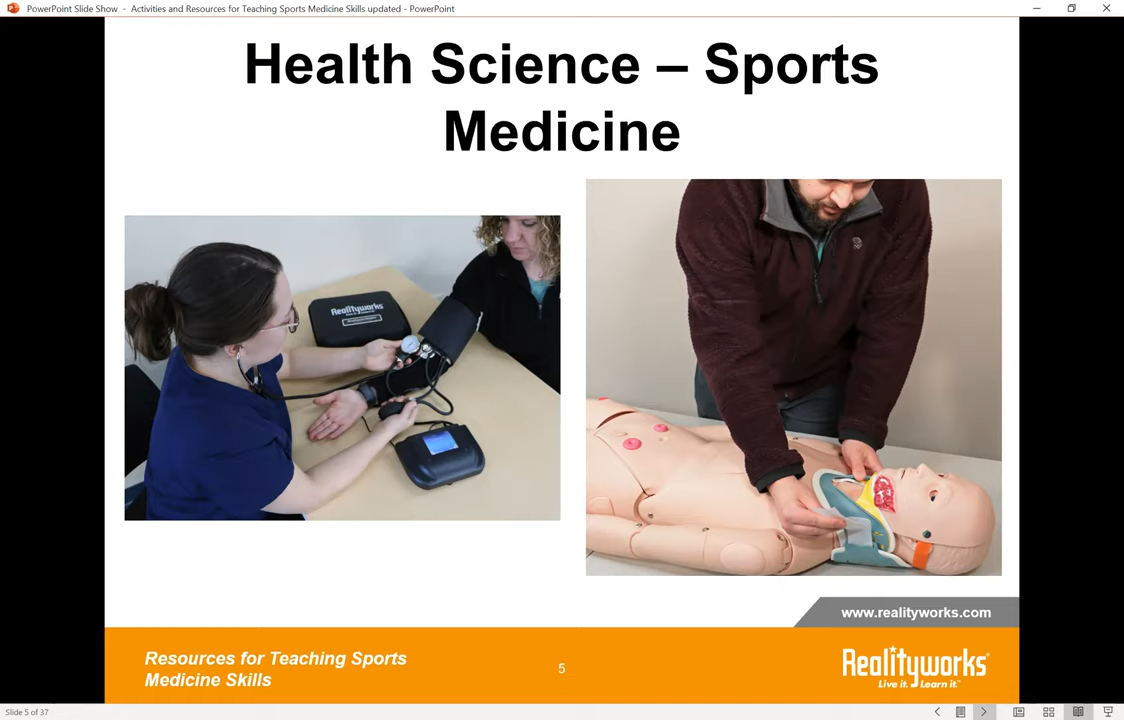 PowerPoint Slide Show - Activities and Resources for Teaching Sports Medicine Skills updated - PowerPoint
Health Science – Sports
Medicine
Realityworks
www.realityworks.com
Resources for Teaching Sports
Medicine Skills
5
Realityworks®
Live it. Learn it.™
Slide 5 of 37